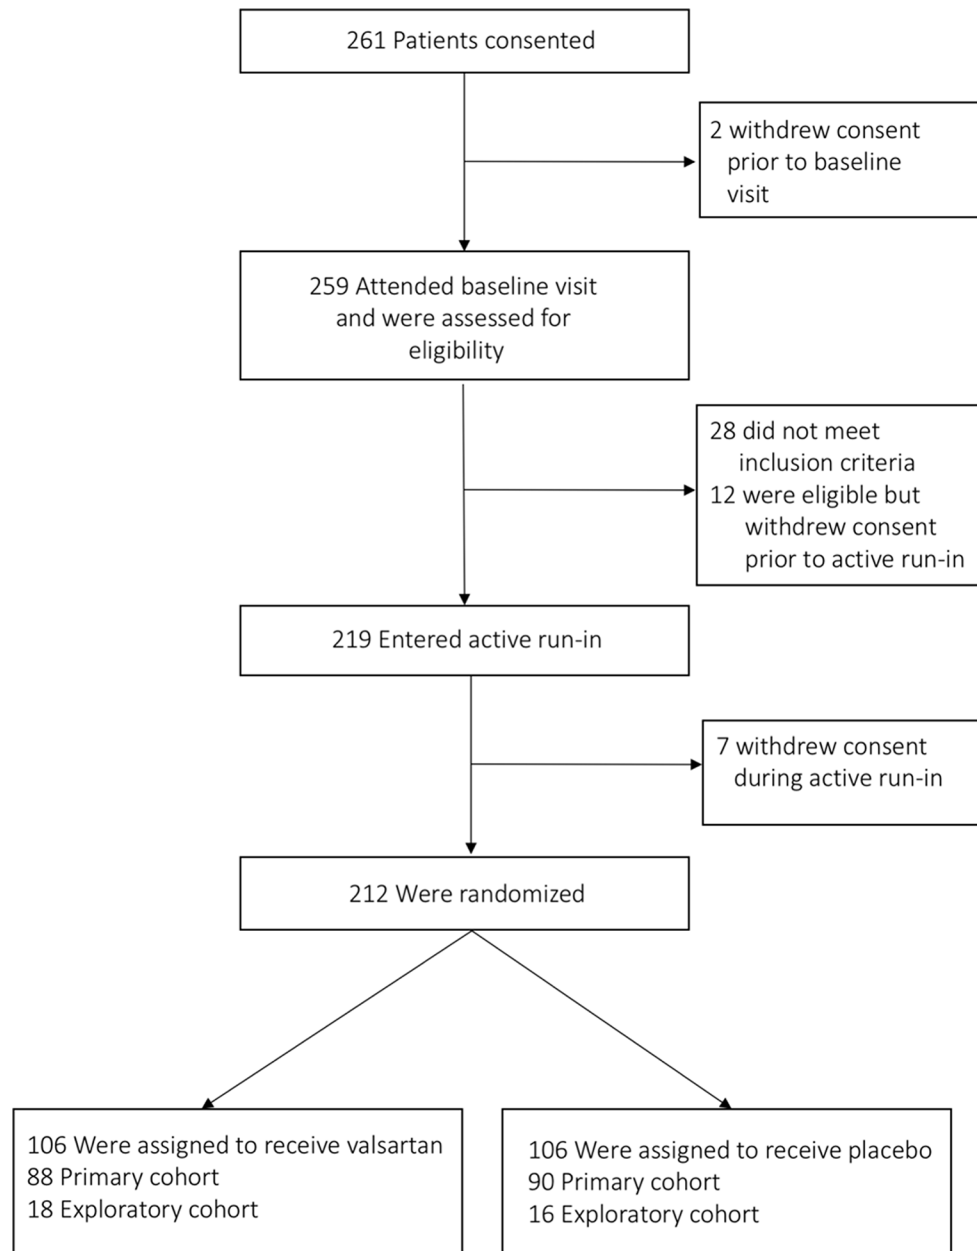 261 Patients consented
2 withdrew consent
prior to baseline
visit
259 Attended baseline visit
and were assessed for
eligibility
28 did not meet
inclusion criteria
12 were eligible but
withdrew consent
prior to active run-in
219 Entered active run-in
7 withdrew consent
during active run-in
212 Were randomized
106 Were assigned to receive valsartan
88 Primary cohort
18 Exploratory cohort
106 Were assigned to receive placebo
90 Primary cohort
16 Exploratory cohort